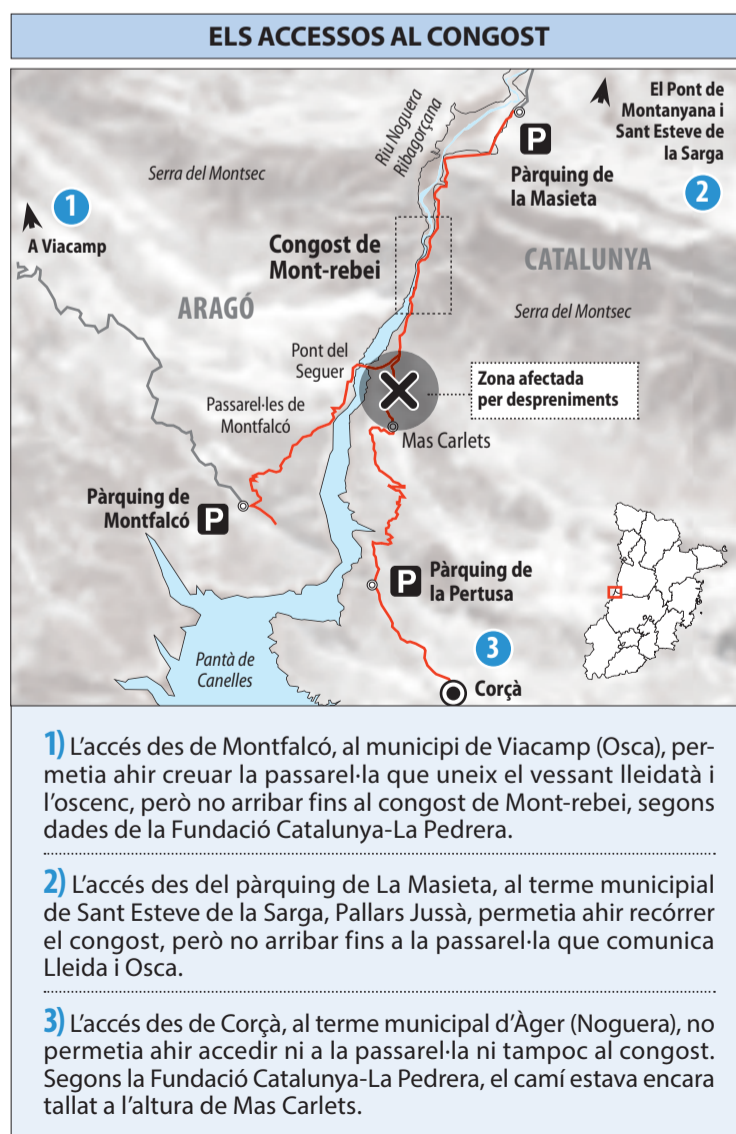 ELS ACCESSOS AL CONGOST
El Pont de
Montanyana i
Sant Esteve de
la Sarga
2
Riu Noguera
Ribagorçana
P
Pàrquing de
la Masieta
Serra del Montsec
1
A Viacamp
Congost de
Mont-rebei
CATALUNYA
ARAGÓ
Serra del Montsec
Pont del
Seguer
Zona afectada
per despreniments
Passarel·les de
Montfalcó
Mas Carlets
Pàrquing de
Montfalcó
P
P
Pàrquing de
la Pertusa
3
Pantà de
Canelles
Corçà
1) L'accés des de Montfalcó, al municipi de Viacamp (Osca), per-
metia ahir creuar la passarel·la que uneix el vessant lleidatà i
l'oscenc, però no arribar fins al congost de Mont-rebei, segons
dades de la Fundació Catalunya-La Pedrera.
2) L'accés des del pàrquing de La Masieta, al terme municipial
de Sant Esteve de la Sarga, Pallars Jussà, permetia ahir recórrer
el congost, però no arribar fins a la passarel·la que comunica
Lleida i Osca.
3) L'accés des de Corçà, al terme municipal d'Àger (Noguera), no
permetia ahir accedir ni a la passarel·la ni tampoc al congost.
Segons la Fundació Catalunya-La Pedrera, el camí estava encara
tallat a l'altura de Mas Carlets.